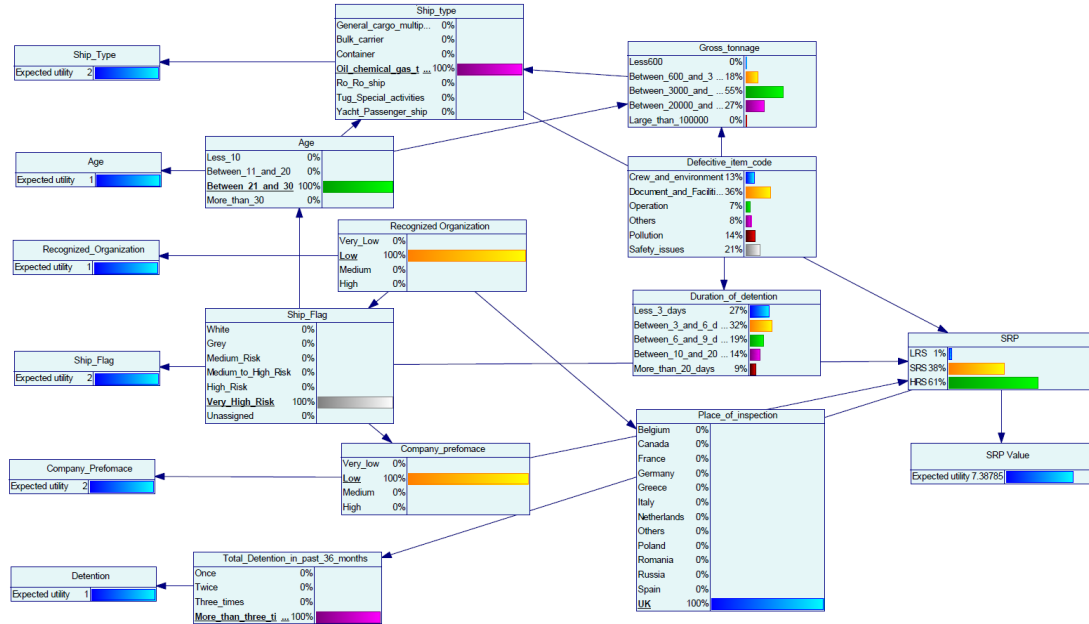 Ship_type
General_cargo_multip... 0%
Bulk_carrier 0%
Container 0%
Oil_chemical_gas_t ... 100%
Ro_Ro_ship 0%
Tug_Special_activities 0%
Yacht_Passenger_ship 0%
Ship_Type
Expected utility 2
Gross_tonnage
Less600 0%
Between_600_and_3 ... 18%
Between_3000_and_ ... 55%
Between_20000_and ... 27%
Large_than_100000 0%
Age
Less_10 0%
Between_11_and_20 0%
Between_21_and_30 100%
More_than_30 0%
Age
Expected utility 1
Defecitive_item_code
Crew_and_environment 13%
Document_and_Faciliti... 36%
Operation 7%
Others 8%
Pollution 14%
Safety_issues 21%
Recognized Organization
Very_Low 0%
Low 100%
Medium 0%
High 0%
Recognized_Organization
Expected utility 1
Duration_of_detention
Less_3_days 27%
Between_3_and_6_d ... 32%
Between_6_and_9_d ... 19%
Between_10_and_20 ... 14%
More_than_20_days 9%
Ship_Flag
White 0%
Grey 0%
Medium_Risk 0%
Medium_to_High_Risk 0%
High_Risk 0%
Very_High_Risk 100%
Unassigned 0%
Ship_Flag
Expected utility 2
SRP
LRS 1%
SRS 38%
HRS 61%
Place_of_inspection
Belgium 0%
Canada 0%
France 0%
Germany 0%
Greece 0%
Italy 0%
Netherlands 0%
Others 0%
Poland 0%
Romania 0%
Russia 0%
Spain 0%
UK 100%
Company_prefomace
Very_low 0%
Low 100%
Medium 0%
High 0%
Company_Prefomace
Expected utility 2
SRP Value
Expected utility 7.38785
Total_Detention_in_past_36_months
Once 0%
Twice 0%
Three_times 0%
More_than_three_ti ... 100%
Detention
Expected utility 1